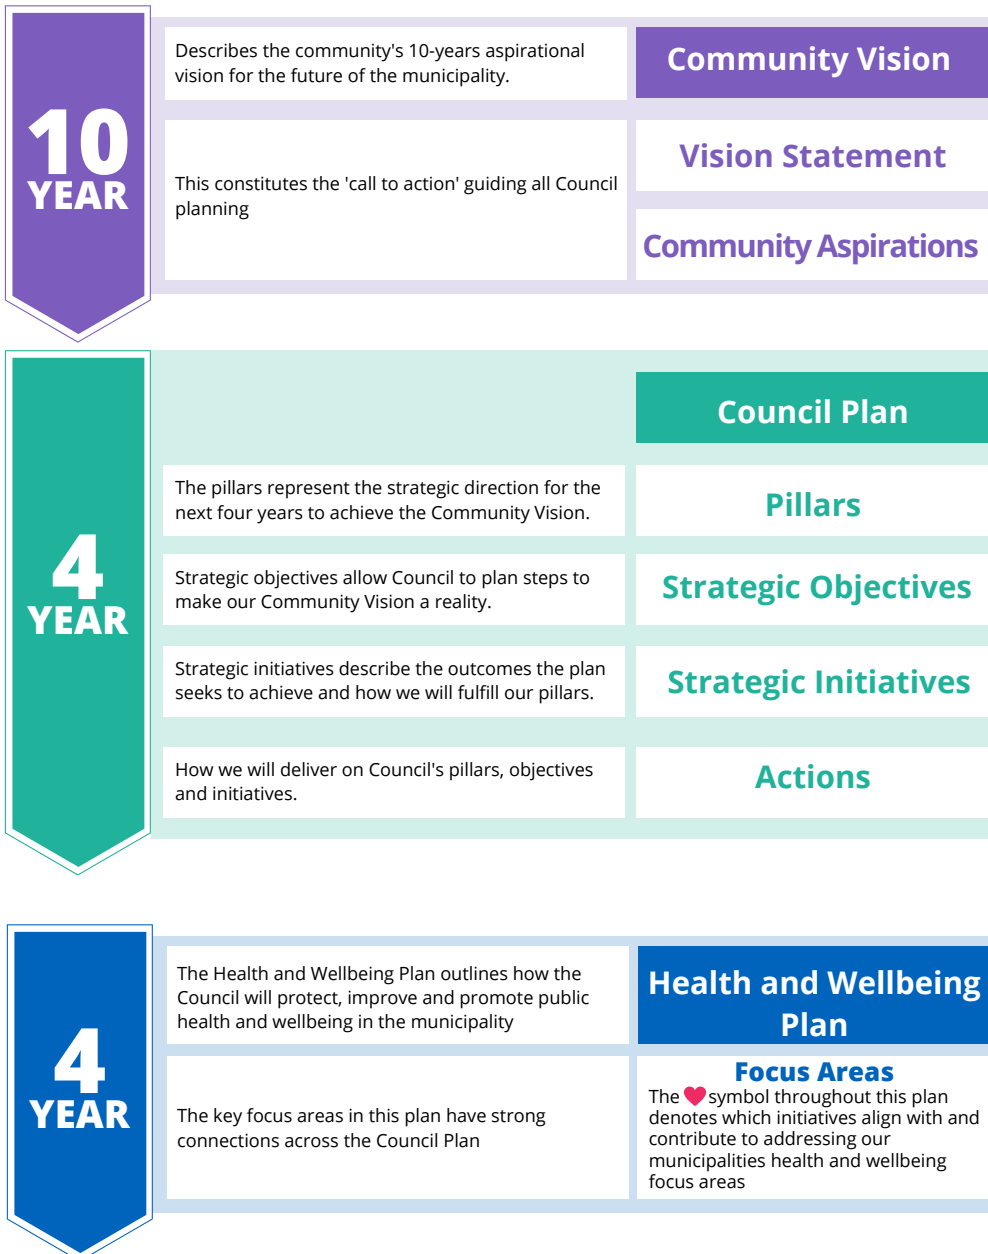 10
YEAR
Describes the community's 10-years aspirational
vision for the future of the municipality.
Community Vision
This constitutes the 'call to action' guiding all Council
planning
Vision Statement
Community Aspirations
4
YEAR
Council Plan
The pillars represent the strategic direction for the
next four years to achieve the Community Vision.
Pillars
Strategic objectives allow Council to plan steps to
make our Community Vision a reality.
Strategic Objectives
Strategic initiatives describe the outcomes the plan
seeks to achieve and how we will fulfill our pillars.
Strategic Initiatives
How we will deliver on Council's pillars, objectives
and initiatives.
Actions
4
YEAR
The Health and Wellbeing Plan outlines how the
Council will protect, improve and promote public
health and wellbeing in the municipality
Health and Wellbeing
Plan
The key focus areas in this plan have strong
connections across the Council Plan
Focus Areas
The symbol throughout this plan
denotes which initiatives align with and
contribute to addressing our
municipalities health and wellbeing
focus areas